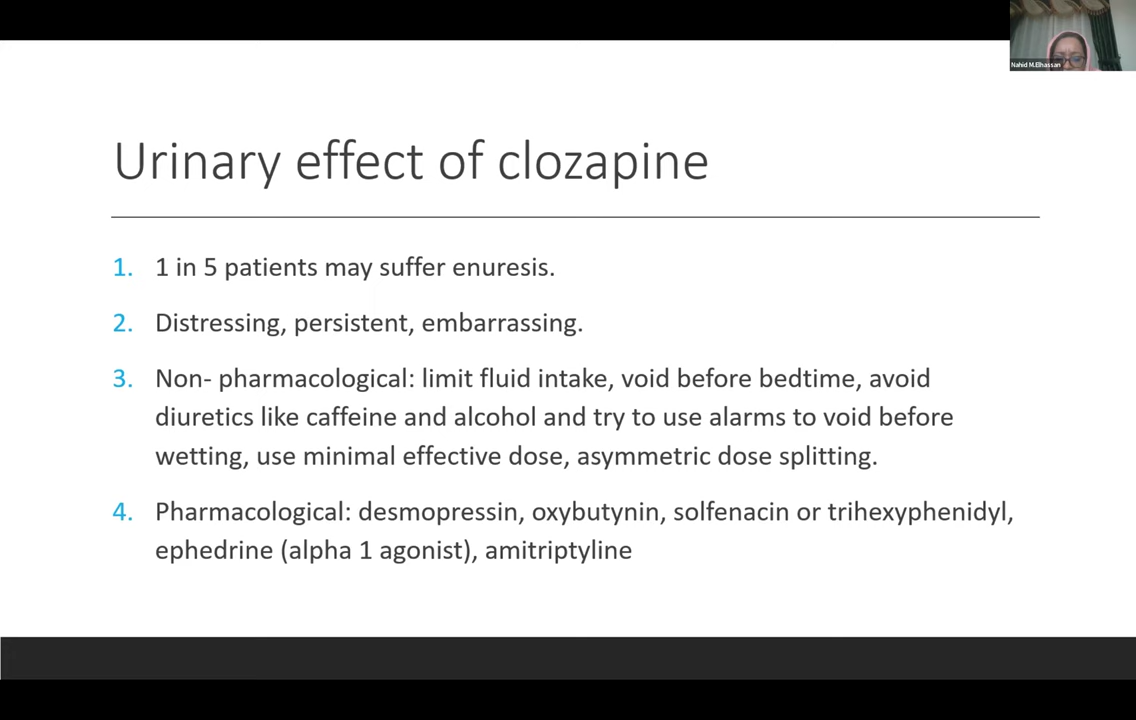 Nahid M.Elhassan
Urinary effect of clozapine
1. 1 in 5 patients may suffer enuresis.
2. Distressing, persistent, embarrassing.
3. Non- pharmacological: limit fluid intake, void before bedtime, avoid
diuretics like caffeine and alcohol and try to use alarms to void before
wetting, use minimal effective dose, asymmetric dose splitting.
4. Pharmacological: desmopressin, oxybutynin, solfenacin or trihexyphenidyl,
ephedrine (alpha 1 agonist), amitriptyline